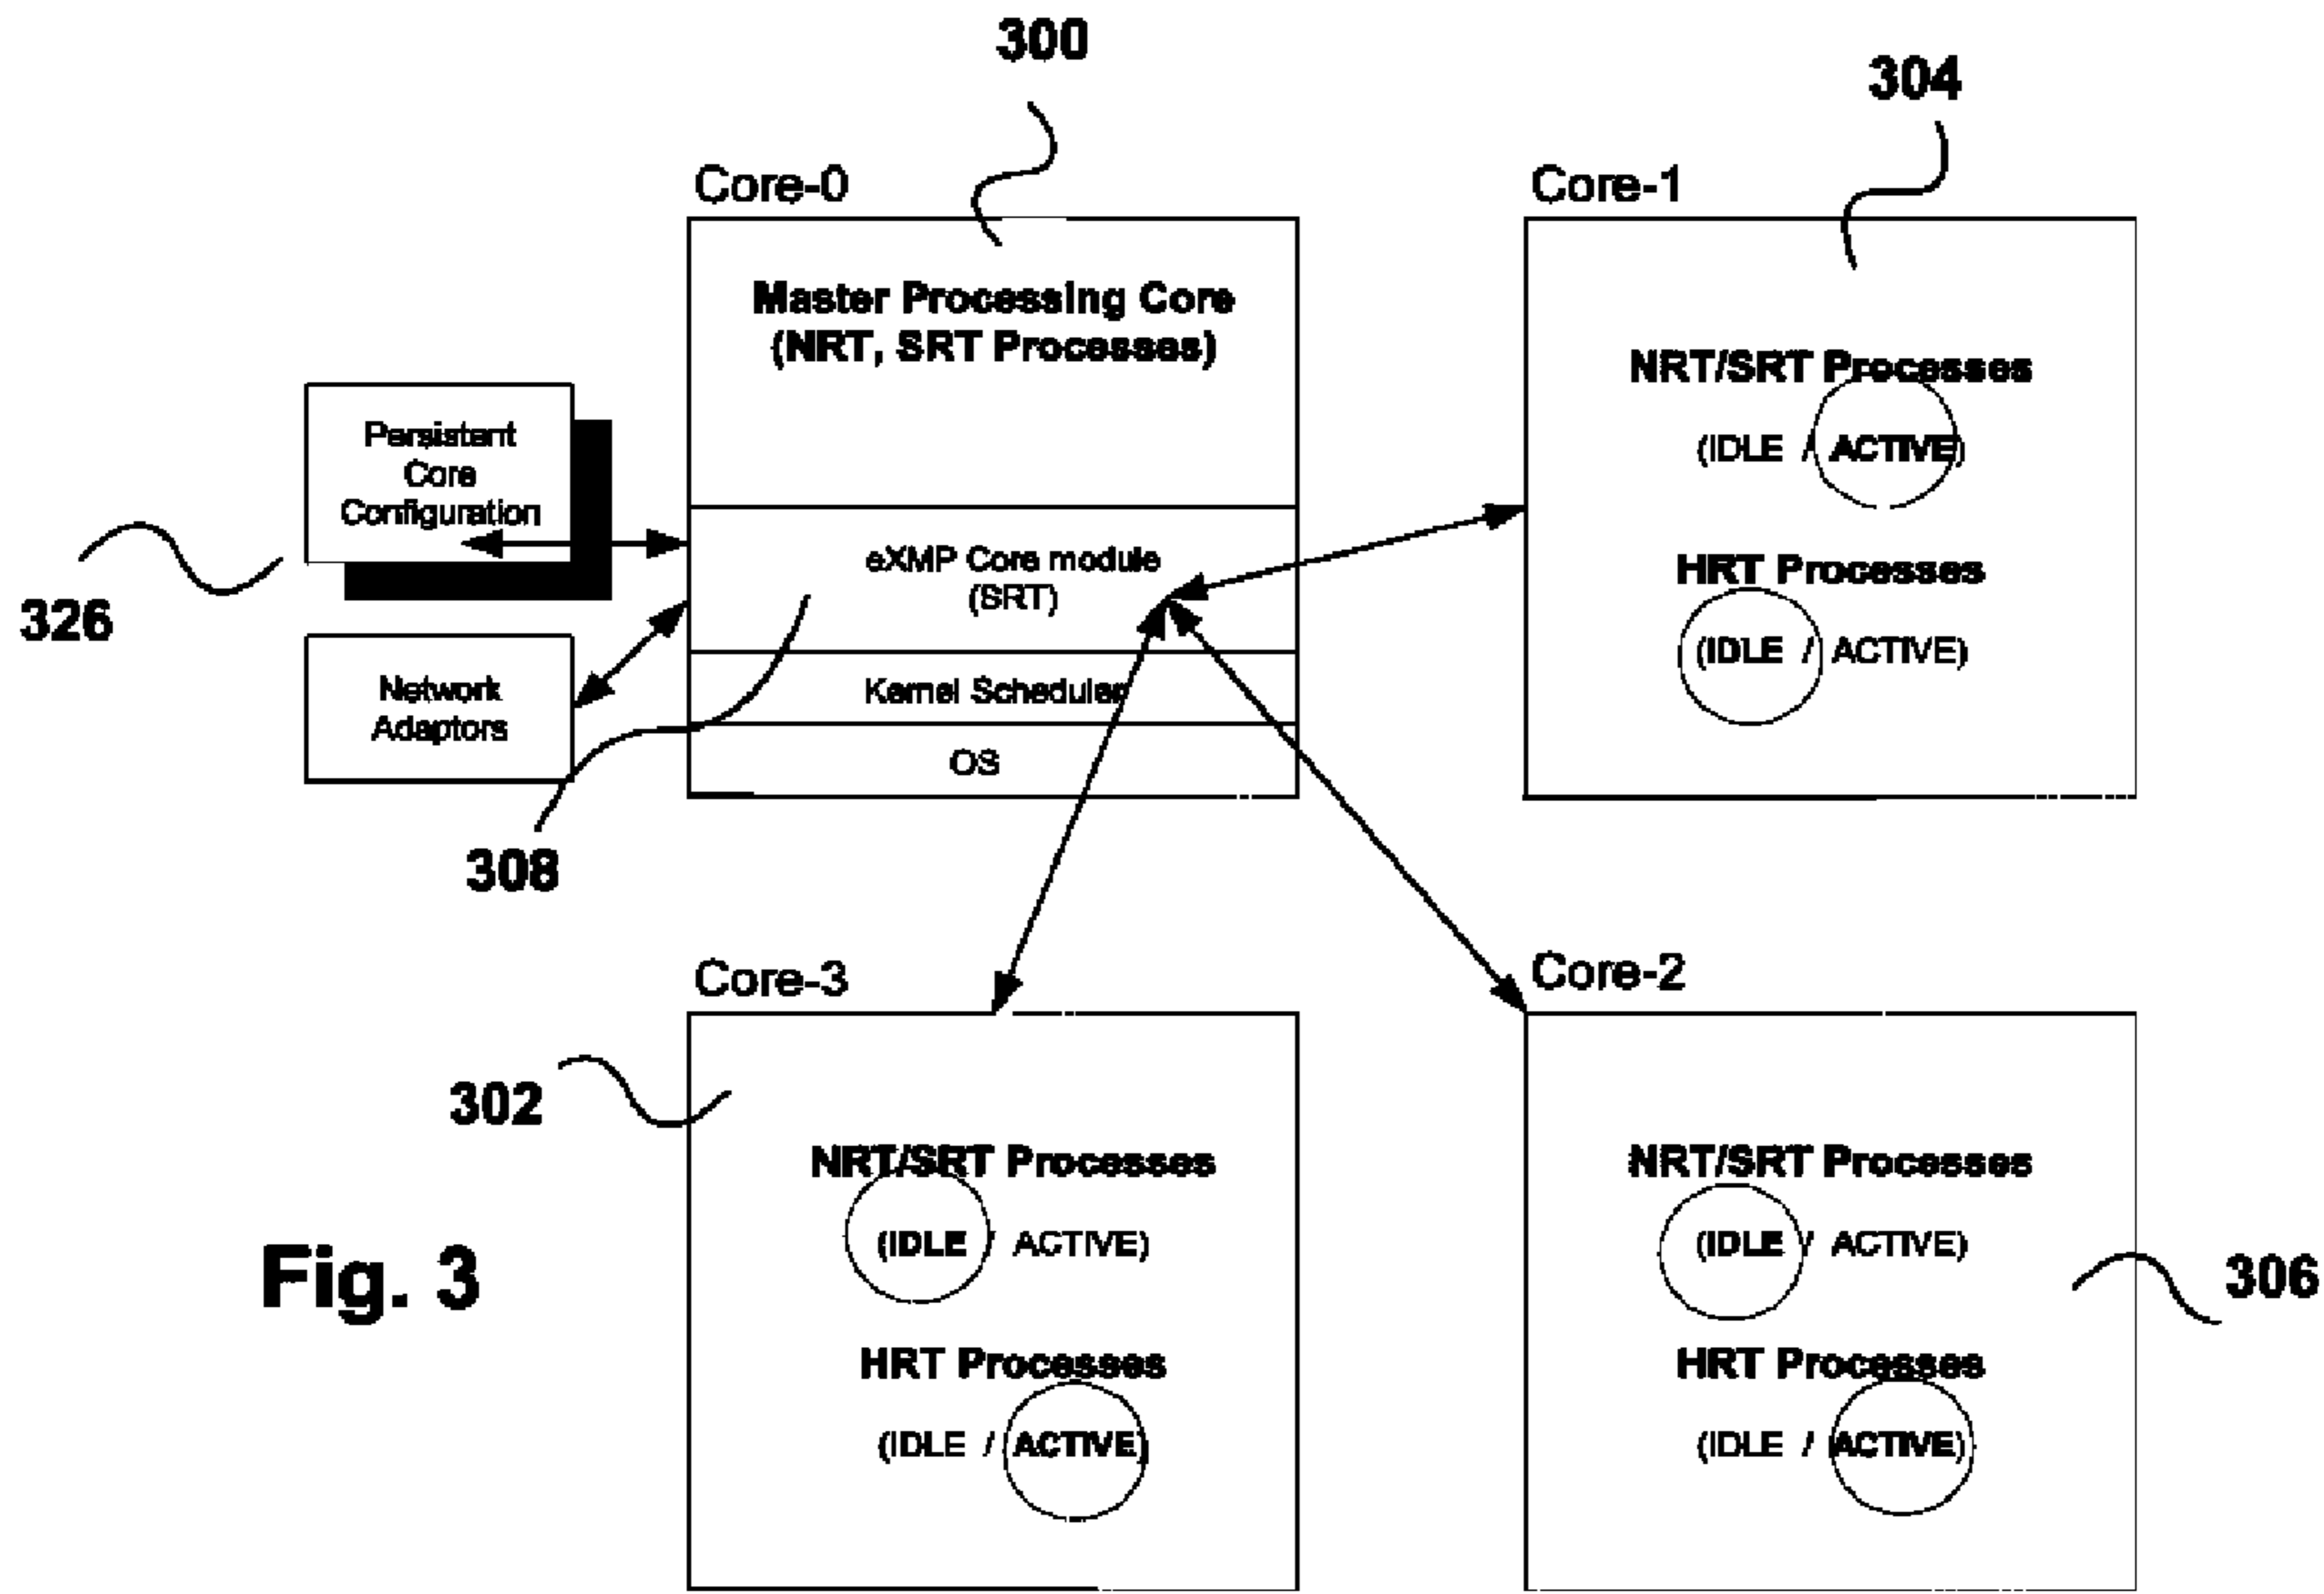 300
304
Core-0
Core-1
Master Processing Core
(NRT, SRT Processes)
NRT/SRT Processes
(IDLE / ACTIVE)
HRT Processes
(IDLE / ACTIVE)
Persistent
Core
Configuration
eXMP Core module
(SRT)
326
Network
Adaptors
Kernel Scheduler
OS
308
Core-3
Core-2
302
NRT/SRT Processes
(IDLE / ACTIVE)
HRT Processes
(IDLE / ACTIVE)
NRT/SRT Processes
(IDLE / ACTIVE)
HRT Processes
(IDLE / ACTIVE)
306
Fig. 3